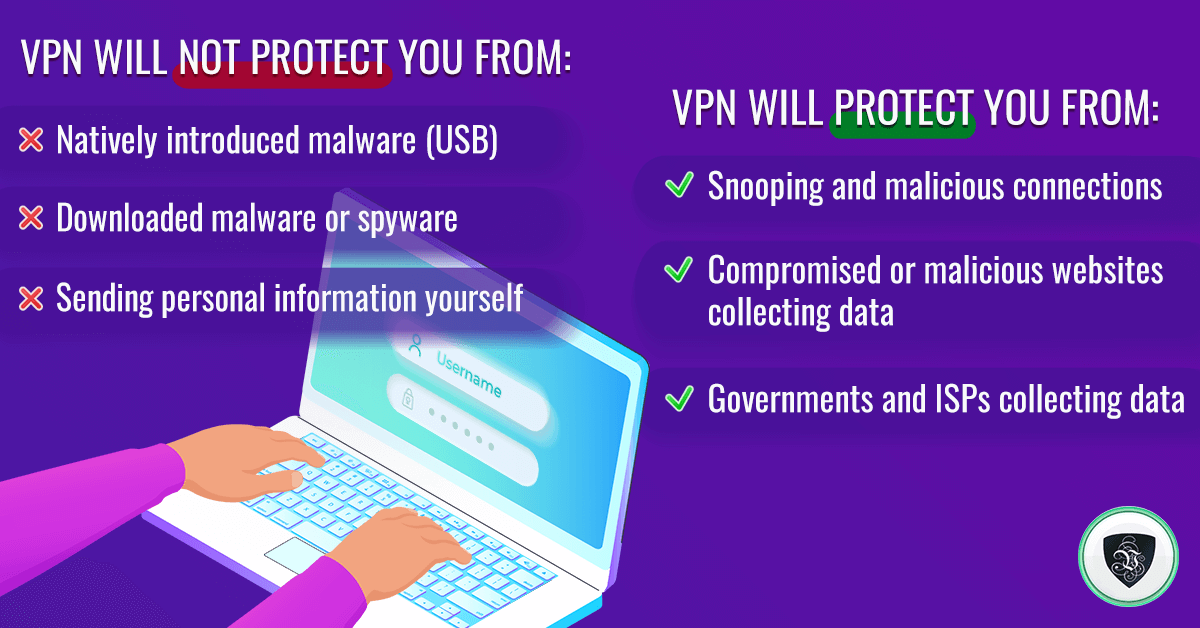 VPN WILL NOT PROTECT YOU FROM:
Natively introduced malware (USB)
Downloaded malware or spyware
Sending personal information yourself
Username
VPN WILL PROTECT YOU FROM:
Snooping and malicious connections
Compromised or malicious websites
collecting data
Governments and ISPs collecting data